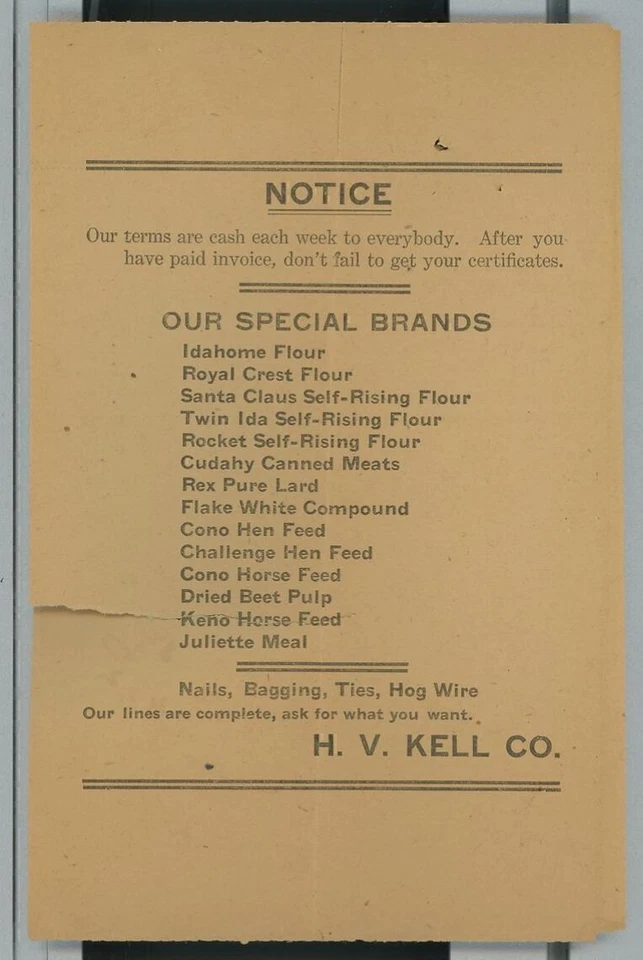 NOTICE
Our terms are cash each week to everybody. After you
have paid invoice, don't fail to get your certificates.
OUR SPECIAL BRANDS
Idahome Flour
Royal Crest Flour
Santa Claus Self-Rising Flour
Twin Ida Self-Rising Flour
Rocket Self-Rising Flour
Cudahy Canned Meats
Rex Pure Lard
Flake White Compound
Cono Hen Feed
Challenge Hen Feed
Cono Horse Feed
Dried Beet Pulp
Keno Horse Feed
Juliette Meal
Nails, Bagging, Ties, Hog Wire
Our lines are complete, ask for what you want.
H. V. KELL CO.